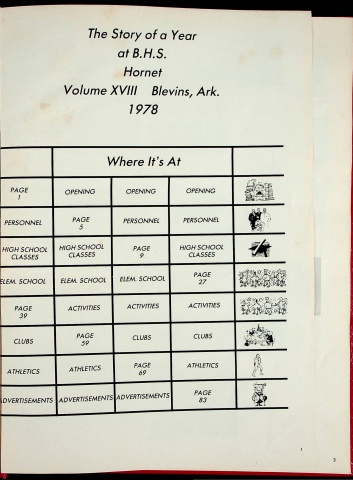 The Story of a Year
at B.H.S.
Hornet
Volume XVIII Blevins, Ark.
1978
Where It's At
PAGE
1
OPENING
OPENING
OPENING
PERSONNEL
PAGE
5
PERSONNEL
PERSONNEL
HIGH SCHOOL
CLASSES
HIGH SCHOOL
CLASSES
PAGE
9
HIGH SCHOOL
CLASSES
ELEM. SCHOOL
ELEM. SCHOOL
ELEM. SCHOOL
PAGE
27
PAGE
39
ACTIVITIES
ACTIVITIES
ACTIVITIES
CLUBS
PAGE
59
CLUBS
CLUBS
ATHLETICS
ATHLETICS
PAGE
69
ATHLETICS
ADVERTISEMENTS
ADVERTISEMENTS
ADVERTISEMENTS
PAGE
83
1
3